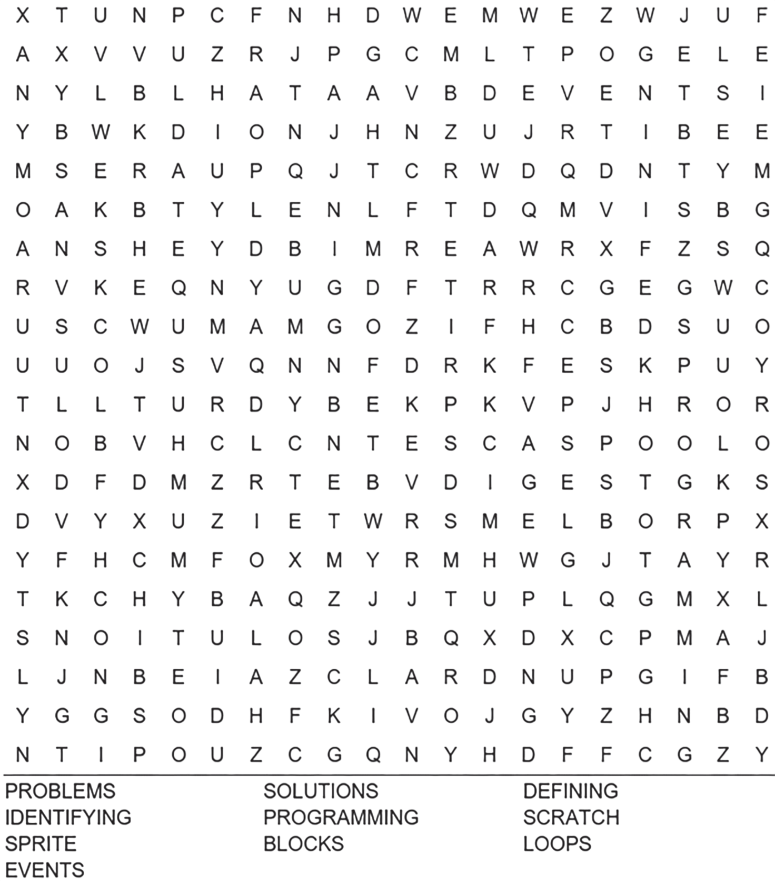 X T U N P C F N H D W E M W E Z W J U F
A X V V U Z R J P G C M L T P O G E L E
N Y L B L H A T A A V B D E V E N T S I
Y B W K D I O N J H N Z U J R T I B E E
M S E R A U P Q J T C R W D Q D N T Y M
O A K B T Y L E N L F T D Q M V I S B G
A N S H E Y D B I M R E A W R X F Z S Q
R V K E Q N Y U G D F T R R C G E G W C
U S C W U M A M G O Z I F H C B D S U O
U U O J S V Q N N F D R K F E S K P U Y
T L L T U R D Y B E K P K V P J H R O R
N O B V H C L C N T E S C A S P O O L O
X D F D M Z R T E B V D I G E S T G K S
D V Y X U Z I E T W R S M E L B O R P X
Y F H C M F O X M Y R M H W G J T A Y R
T K C H Y B A Q Z J J T U P L Q G M X L
S N O I T U L O S J B Q X D X C P M A J
L J N B E I A Z C L A R D N U P G I F B
Y G G S O D H F K I V O J G Y Z H N B D
N T I P O U Z C G Q N Y H D F F C G Z Y
PROBLEMS SOLUTIONS DEFINING
IDENTIFYING PROGRAMMING SCRATCH
SPRITE BLOCKS LOOPS
EVENTS